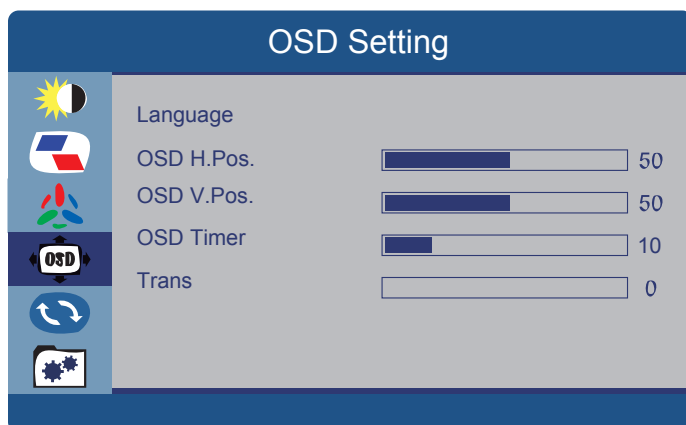 OSD Setting
Language
OSD H.Pos. 50
OSD V.Pos. 50
OSD Timer 10
Trans 0
OSD